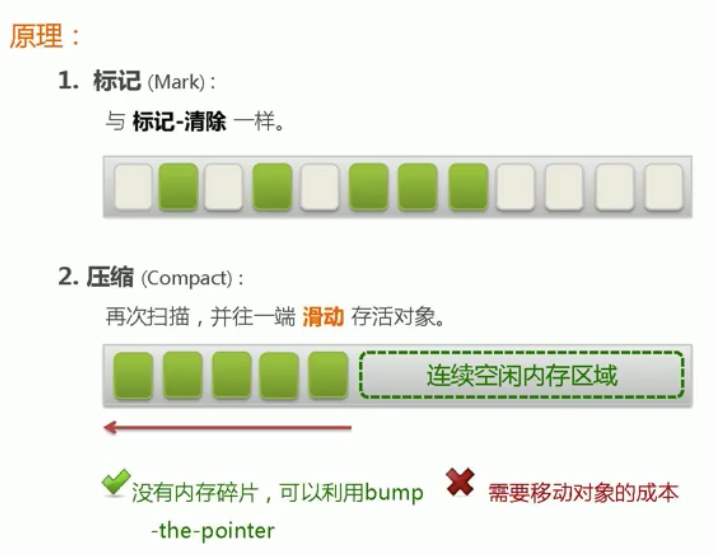 原理：
1. 标记 (Mark)：
与 标记-清除 一样。
2. 压缩 (Compact)：
再次扫描，并往一端 滑动 存活对象。
连续空闲内存区域
没有内存碎片，可以利用bump
-the-pointer
需要移动对象的成本